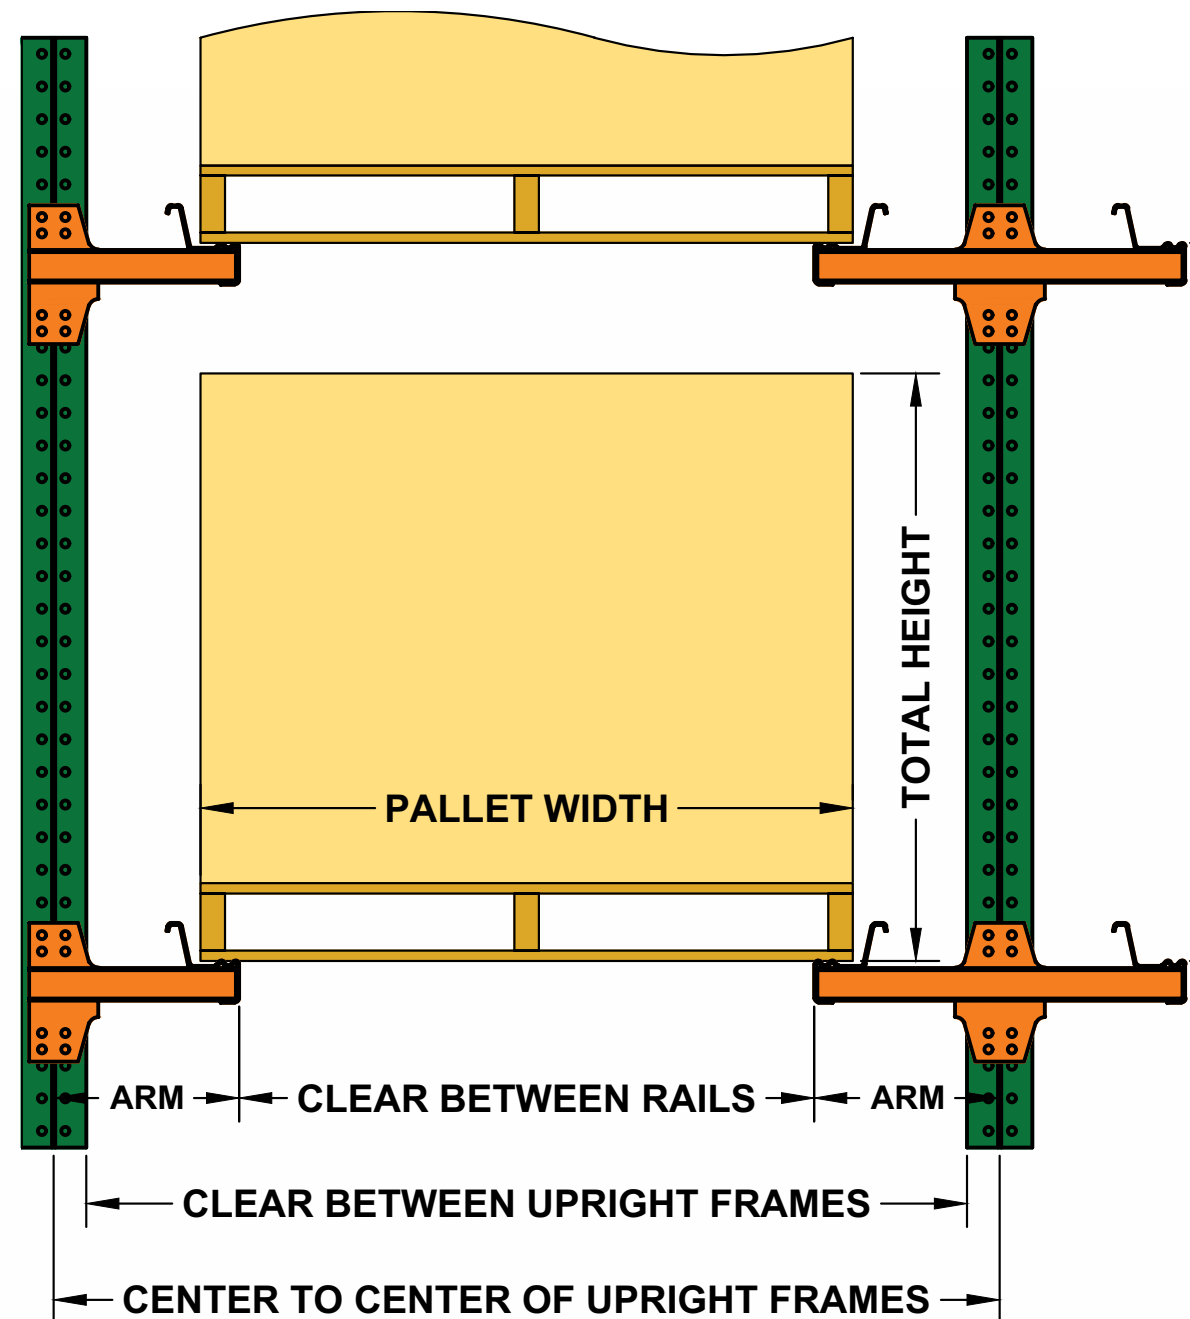 TOTAL HEIGHT
PALLET WIDTH
ARM
CLEAR BETWEEN RAILS
ARM
CLEAR BETWEEN UPRIGHT FRAMES
CENTER TO CENTER OF UPRIGHT FRAMES